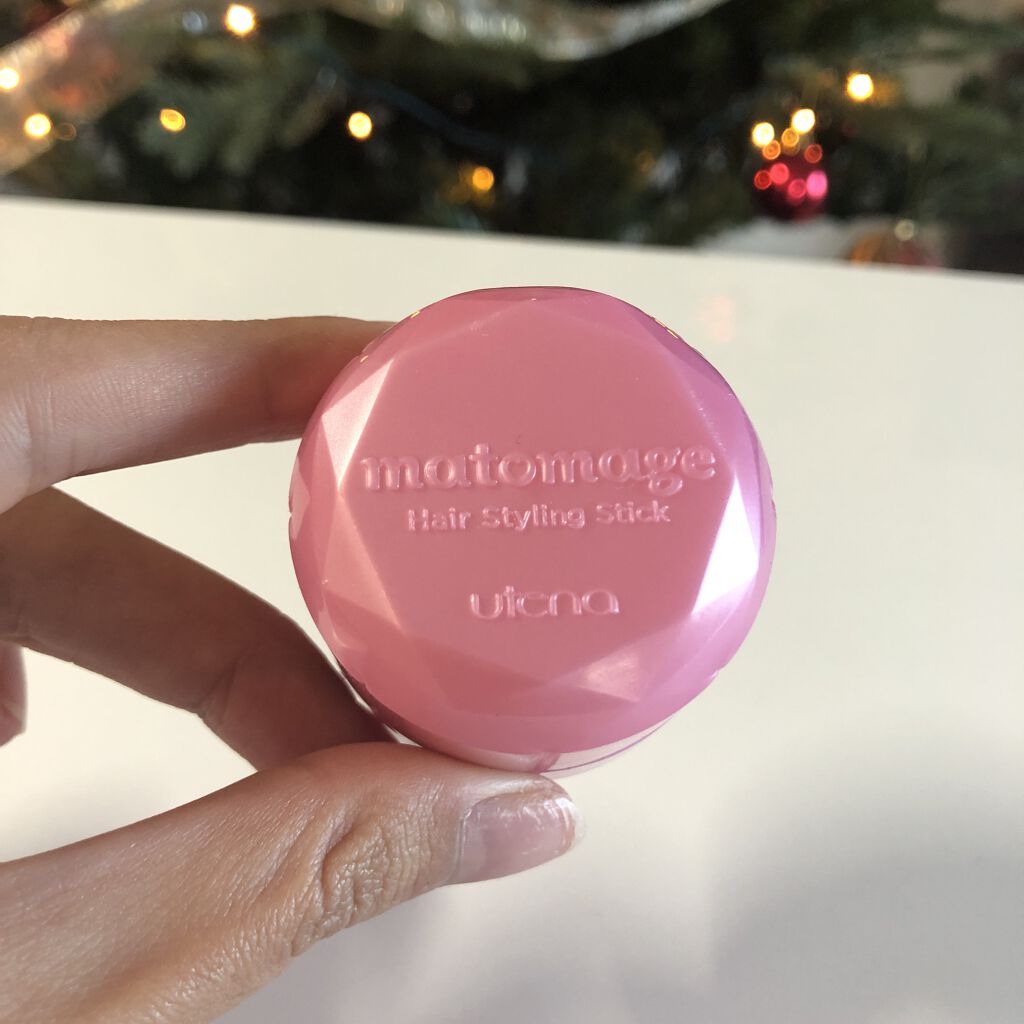 matomage
Hair Styling Stick
utena